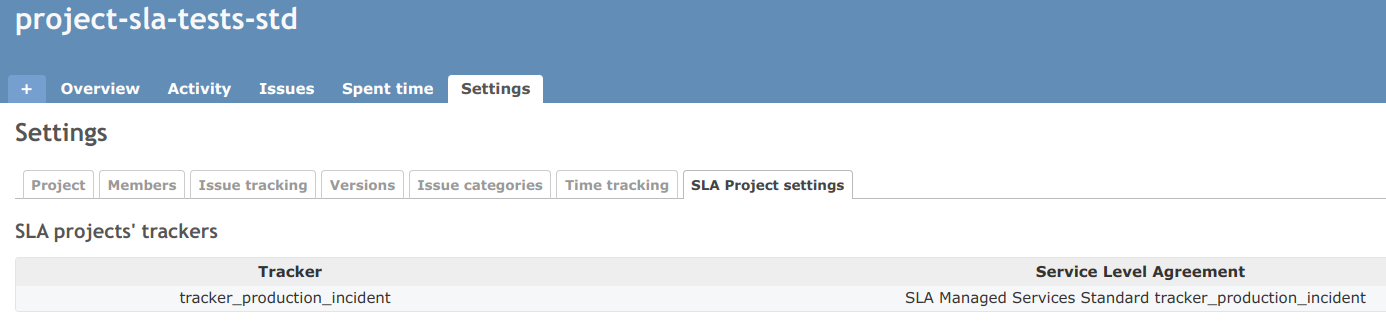 project-sla-tests-std
+ Overview Activity Issues Spent time Settings
Settings
Project Members Issue tracking Versions Issue categories Time tracking SLA Project settings
SLA projects' trackers
Tracker Service Level Agreement
tracker_production_incident SLA Managed Services Standard tracker_production_incident